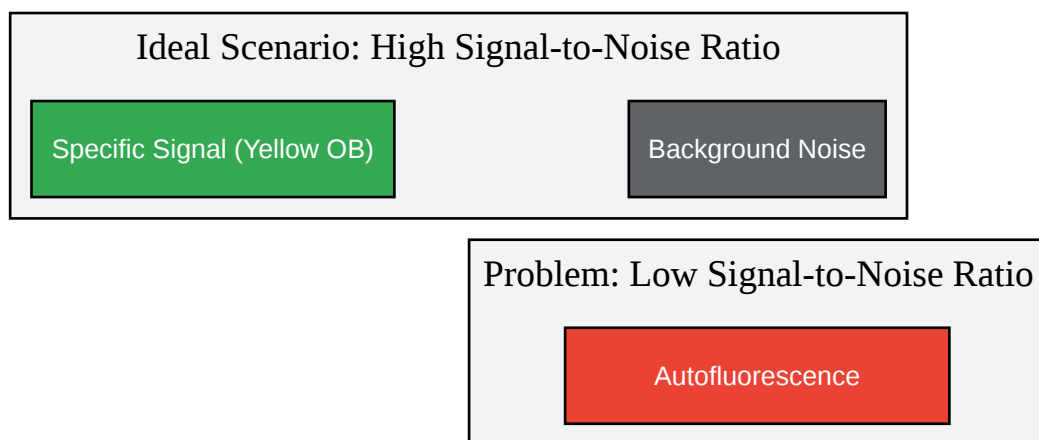 Ideal Scenario: High Signal-to-Noise Ratio
Specific Signal (Yellow OB)
Background Noise
Problem: Low Signal-to-Noise Ratio
Autofluorescence